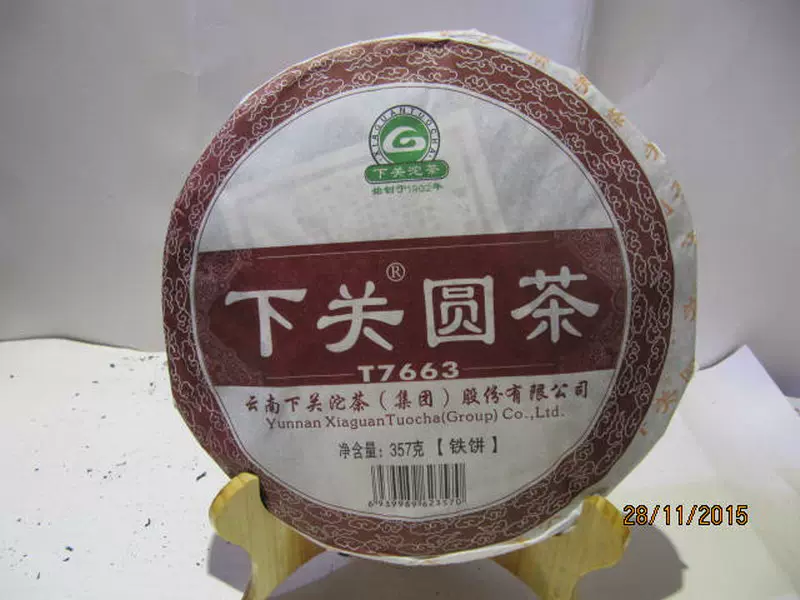 XIAGUANTUOCHA
下关沱茶
始创于1902年
下关®圆茶
T7663
云南下关沱茶(集团)股份有限公司
Yunnan XiaguanTuocha(Group) Co.,Ltd.
净含量: 357克【铁饼】
6939989623570
28/11/2015